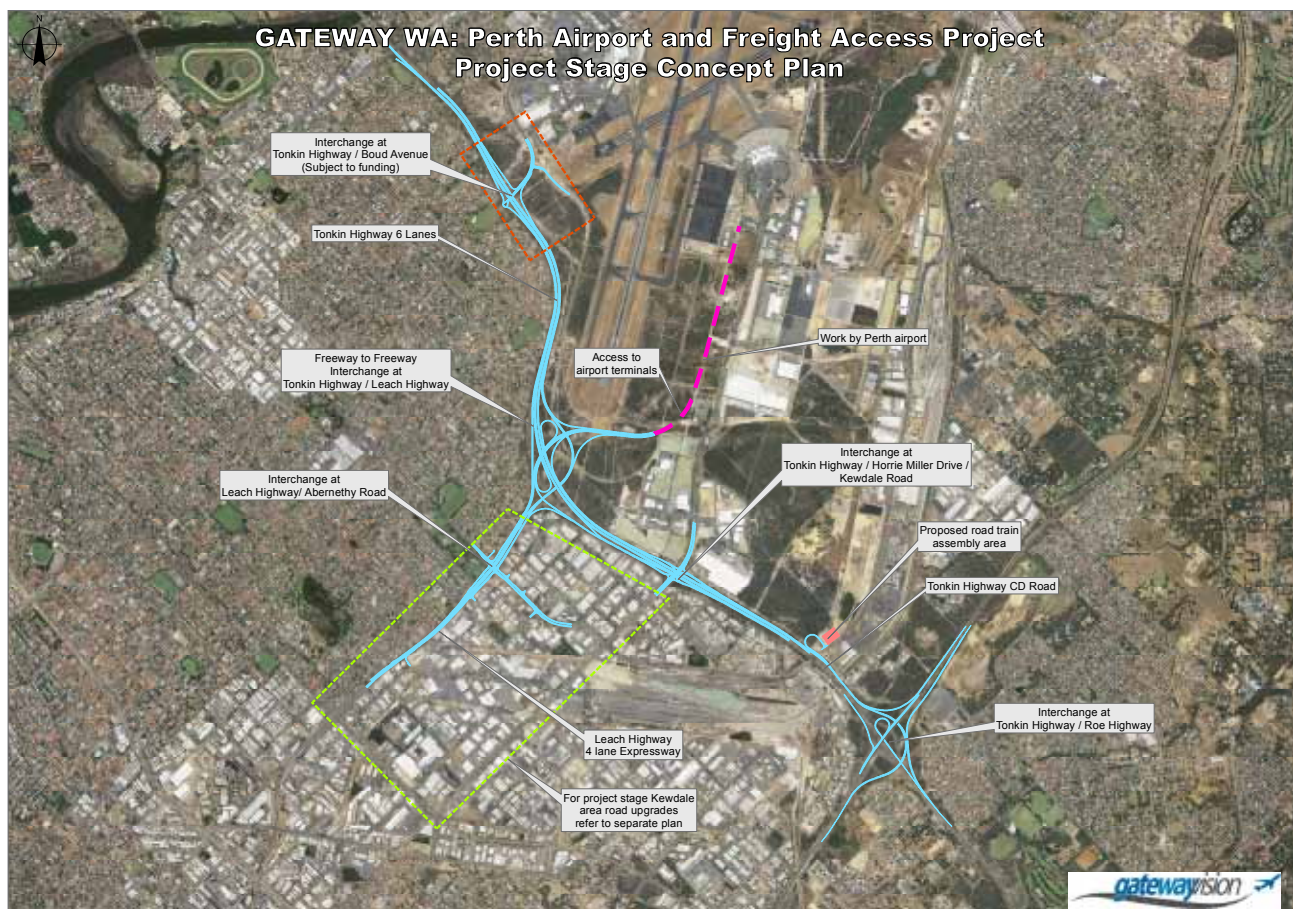 N
GATEWAY WA: Perth Airport and Freight Access Project
Project Stage Concept Plan
Interchange at
Tonkin Highway / Boud Avenue
(Subject to funding)
Tonkin Highway 6 Lanes
Work by Perth airport
Access to
airport terminals
Freeway to Freeway
Interchange at
Tonkin Highway / Leach Highway
Interchange at
Tonkin Highway / Horrie Miller Drive /
Kewdale Road
Interchange at
Leach Highway/ Abernethy Road
Proposed road train
assembly area
Tonkin Highway CD Road
Interchange at
Tonkin Highway / Roe Highway
Leach Highway
4 lane Expressway
For project stage Kewdale
area road upgrades
refer to separate plan
gatewayvision